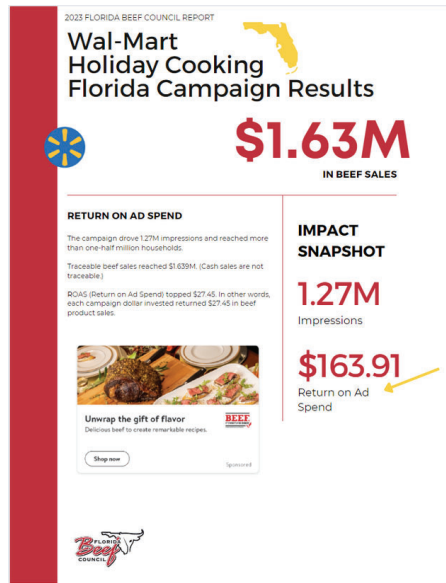 2023 FLORIDA BEEF COUNCIL REPORT
Wal-Mart
Holiday Cooking
Florida Campaign Results
$1.63M
IN BEEF SALES
RETURN ON AD SPEND
The campaign drove 1.27M impressions and reached more
than one-half million households.
Traceable beef sales reached $1.639M. (Cash sales are not
traceable.)
ROAS (Return on Ad Spend) topped $27.45. In other words,
each campaign dollar invested returned $27.45 in beef
product sales.
IMPACT
SNAPSHOT
1.27M
Impressions
$163.91
Return on Ad
Spend
Unwrap the gift of flavor
Delicious beef to create remarkable recipes.
BEEF
Shop now
Sponsored
FLORIDA
Beef
COUNCIL